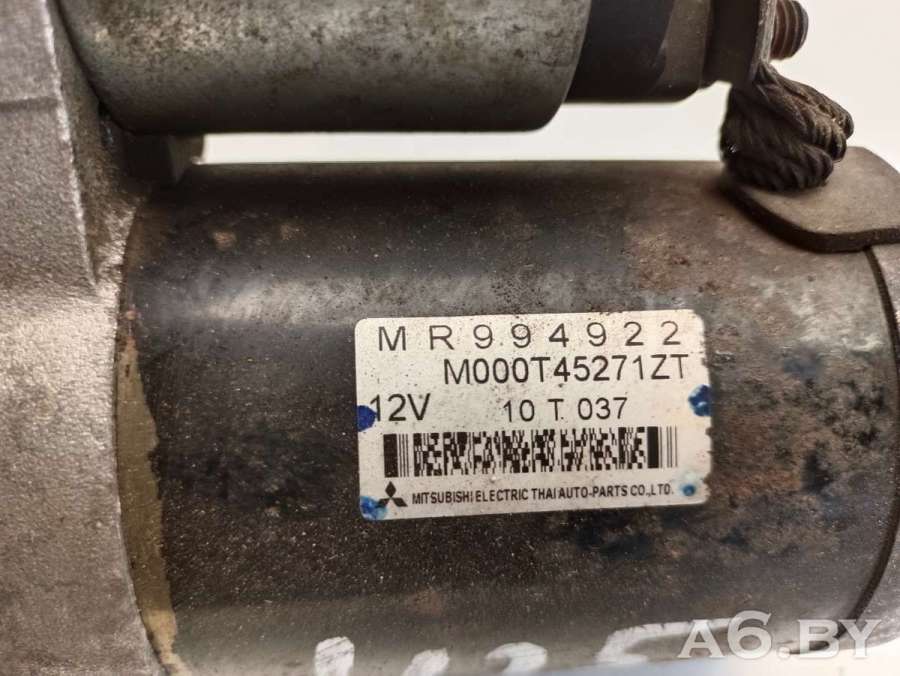 MR994922
M000T45271ZT
12V 10 T 037
MITSUBISHI ELECTRIC THAI AUTO-PARTS CO.,LTD.
A6.BY